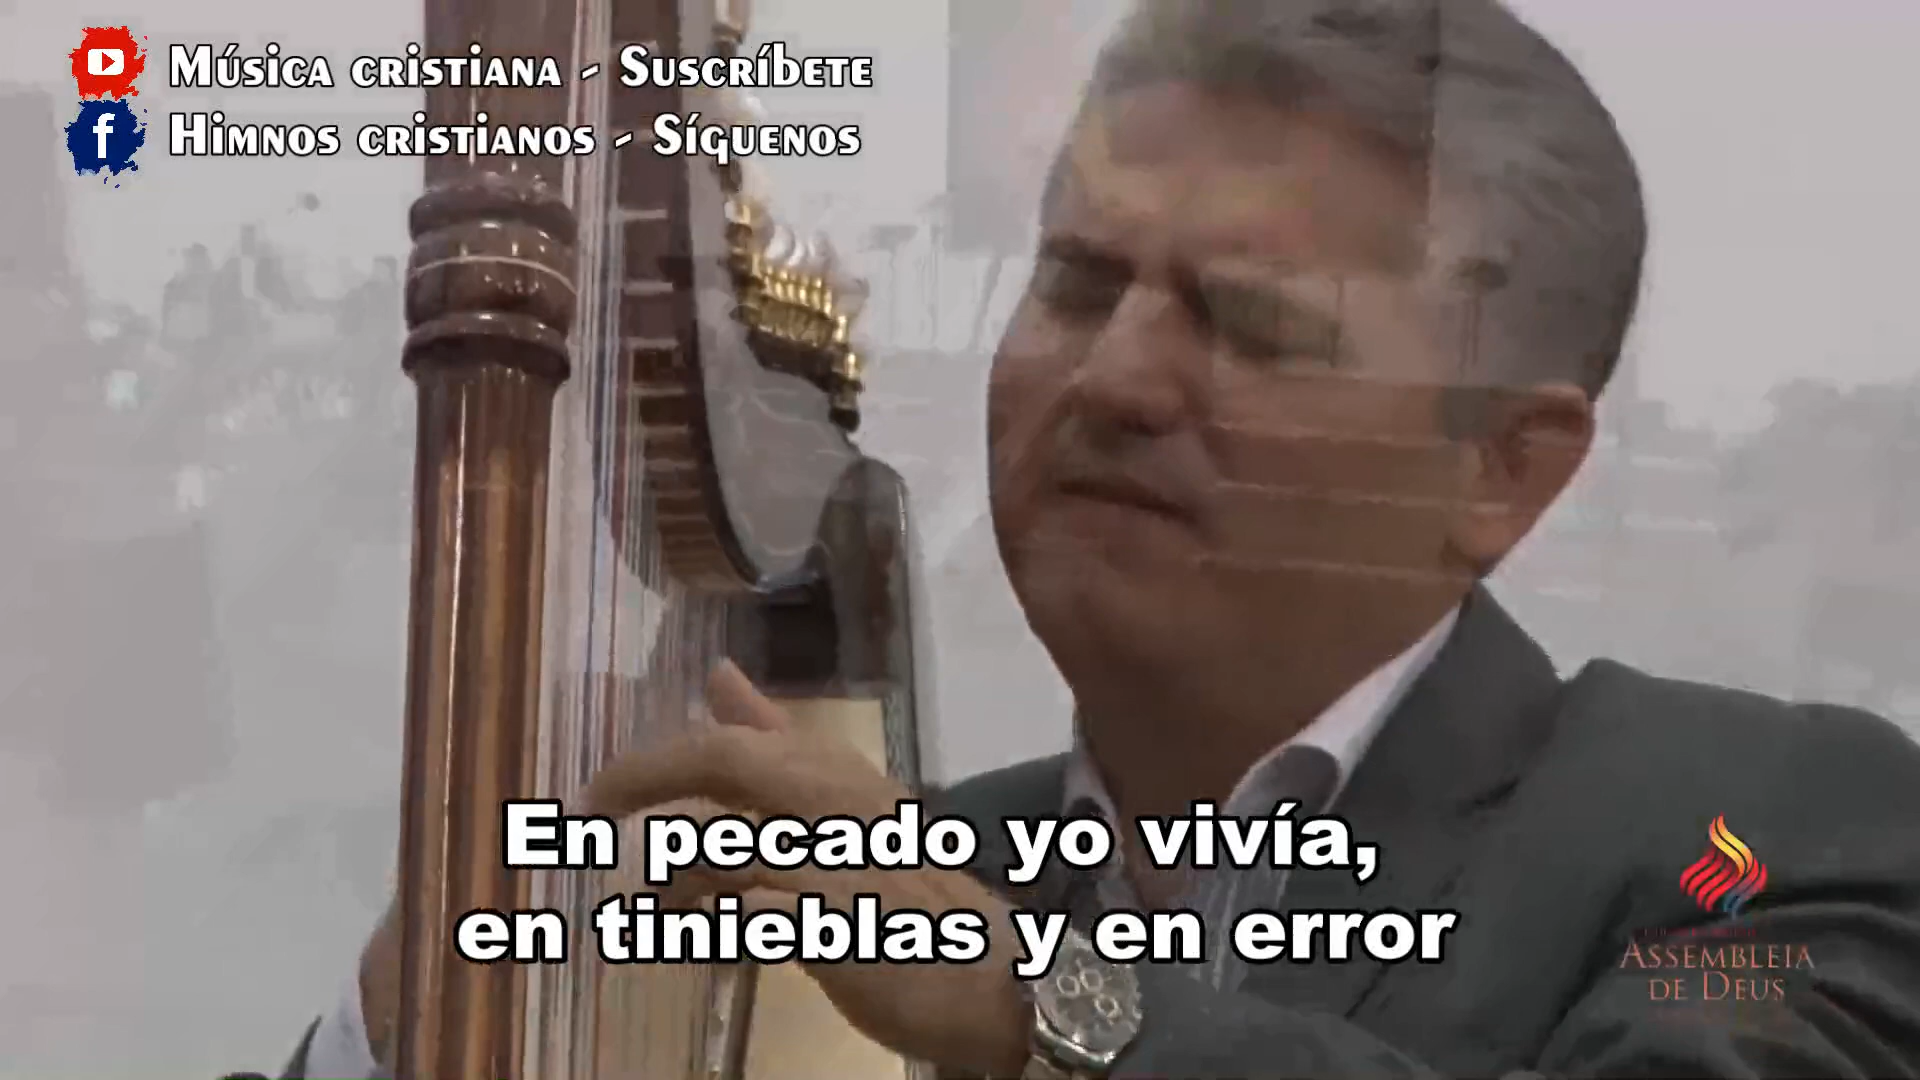 Música cristiana - Suscríbete
Himnos cristianos - Síguenos
En pecado yo vivía,
en tinieblas y en error
Assembleia
de Deus